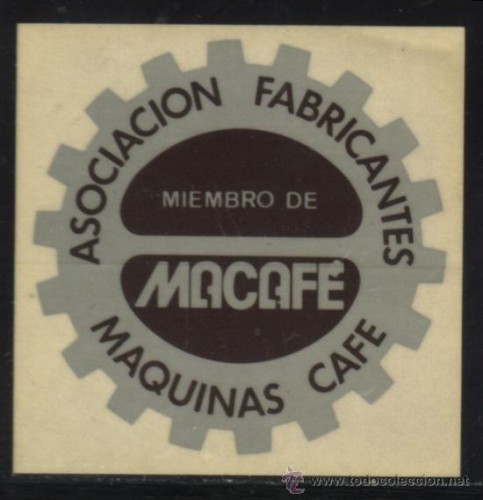 ASOCIACION FABRICANTES
MIEMBRO DE
MACAFÉ
MAQUINAS CAFE
© www.todocoleccion.net